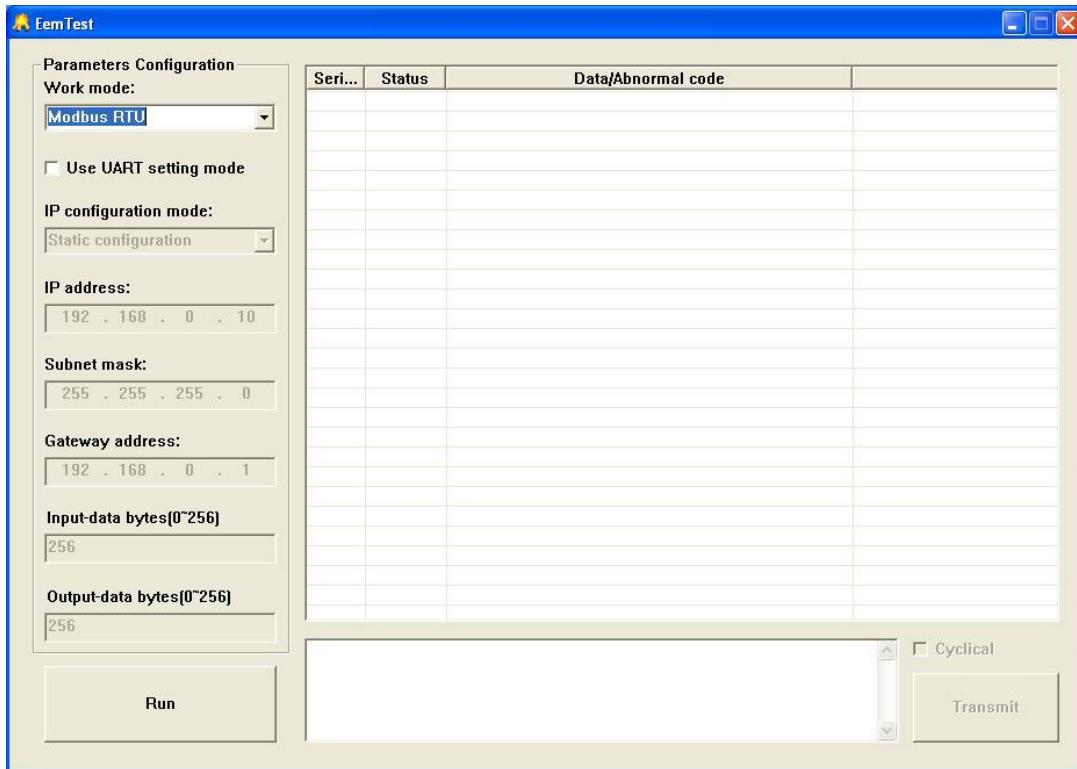 EemTest
Parameters Configuration
Work mode:
Modbus RTU
Use UART setting mode
IP configuration mode:
Static configuration
IP address:
192 . 168 . 0 . 10
Subnet mask:
255 . 255 . 255 . 0
Gateway address:
192 . 168 . 0 . 1
Input-data bytes(0~256)
256
Output-data bytes(0~256)
256
Run
Seri... Status Data/Abnormal code
Cyclical
Transmit